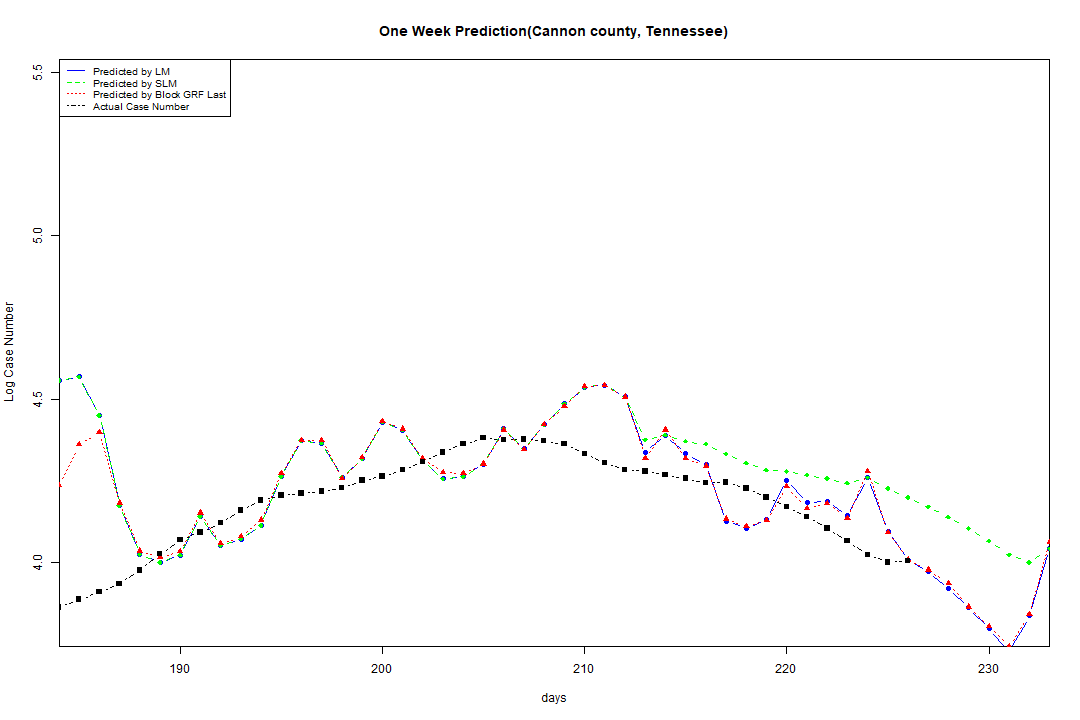 One Week Prediction(Cannon county, Tennessee)
Predicted by LM
Predicted by SLM
Predicted by Block GRF Last
Actual Case Number
5.5
5.0
4.5
4.0
Log Case Number
190 200 210 220 230
days